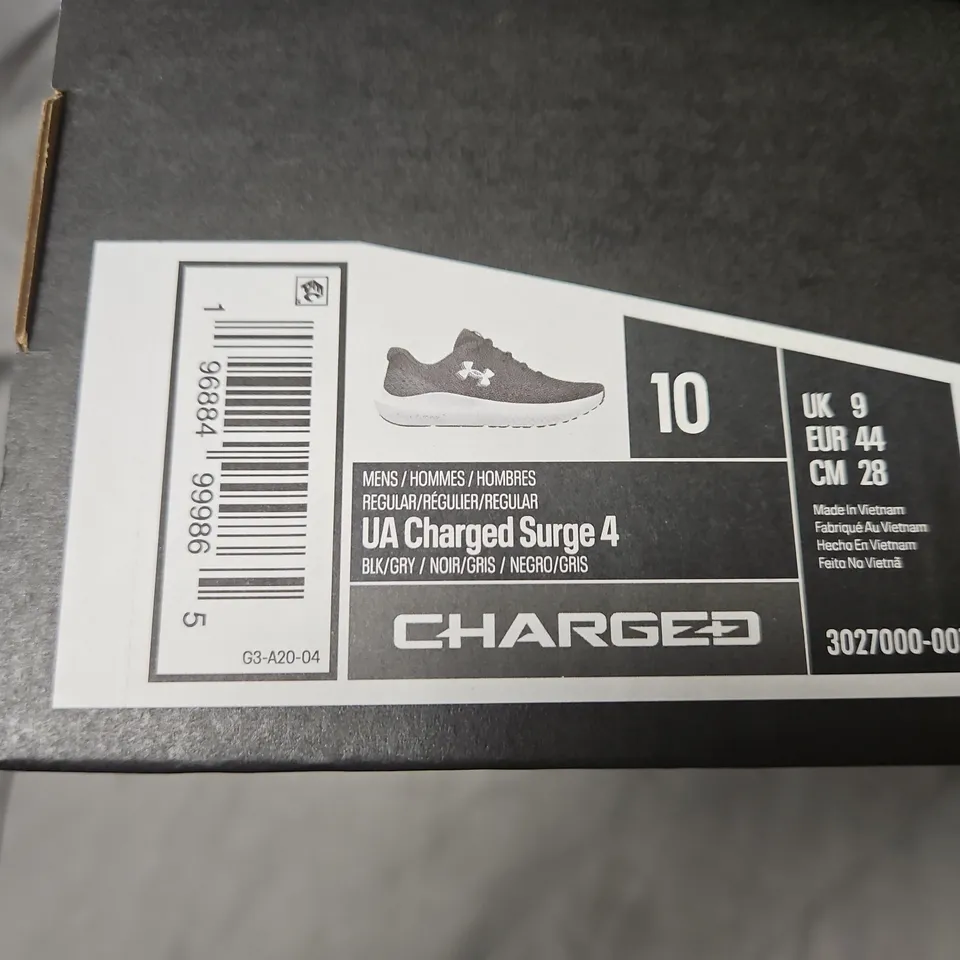 1 96884 99986 5
G3-A20-04
10
MENS / HOMMES / HOMBRES
REGULAR/RÉGULIER/REGULAR
UA Charged Surge 4
BLK/GRY / NOIR/GRIS / NEGRO/GRIS
CHARGED
UK 9
EUR 44
CM 28
Made In Vietnam
Fabriqué Au Vietnam
Hecho En Vietnam
Feito No Vietnã
3027000-00